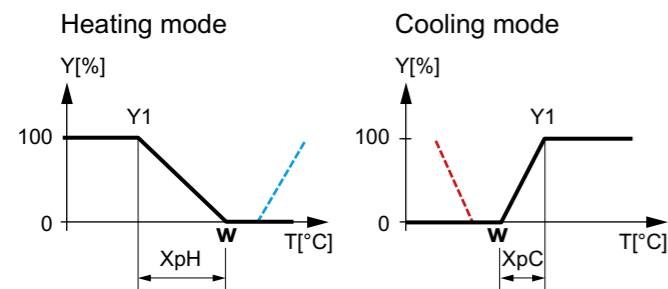 Heating mode
Y[%]
Y1
100
0
W
T[°C]
XpH
Cooling mode
Y[%]
Y1
100
0
W
T[°C]
XpC